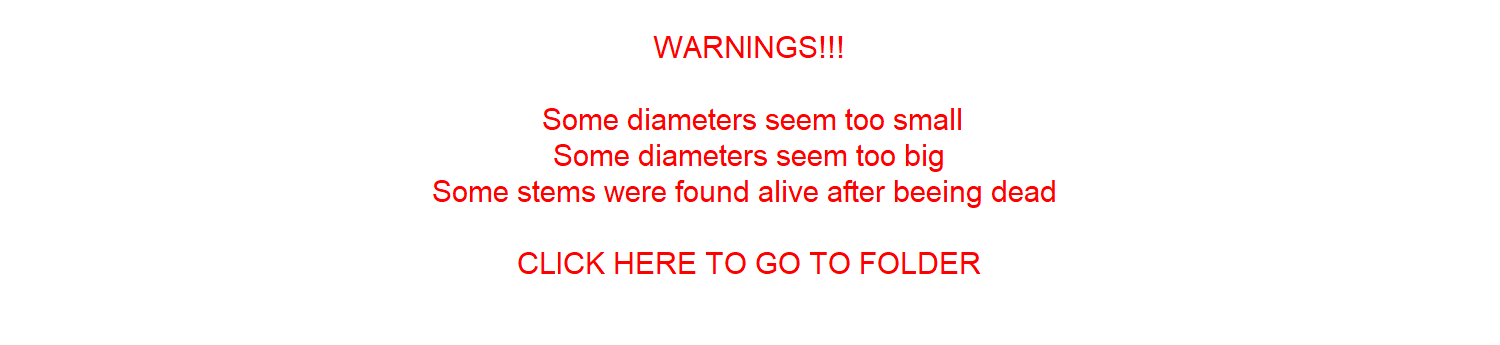 WARNINGS!!!
Some diameters seem too small
Some diameters seem too big
Some stems were found alive after beeing dead
CLICK HERE TO GO TO FOLDER